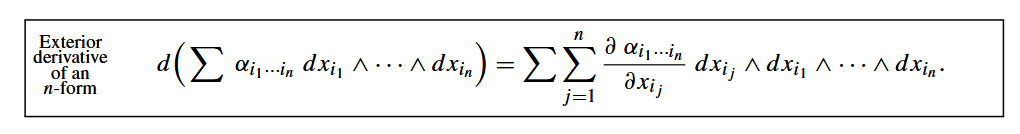 Exterior
derivative
of an
n-form
d(∑ α_{i_1⋯i_n} dx_{i_1} ∧ ⋯ ∧ dx_{i_n}) = ∑ ∑_{j=1}^{n} \frac{∂ α_{i_1⋯i_n}}{∂x_{i_j}} dx_{i_j} ∧ dx_{i_1} ∧ ⋯ ∧ dx_{i_n}.